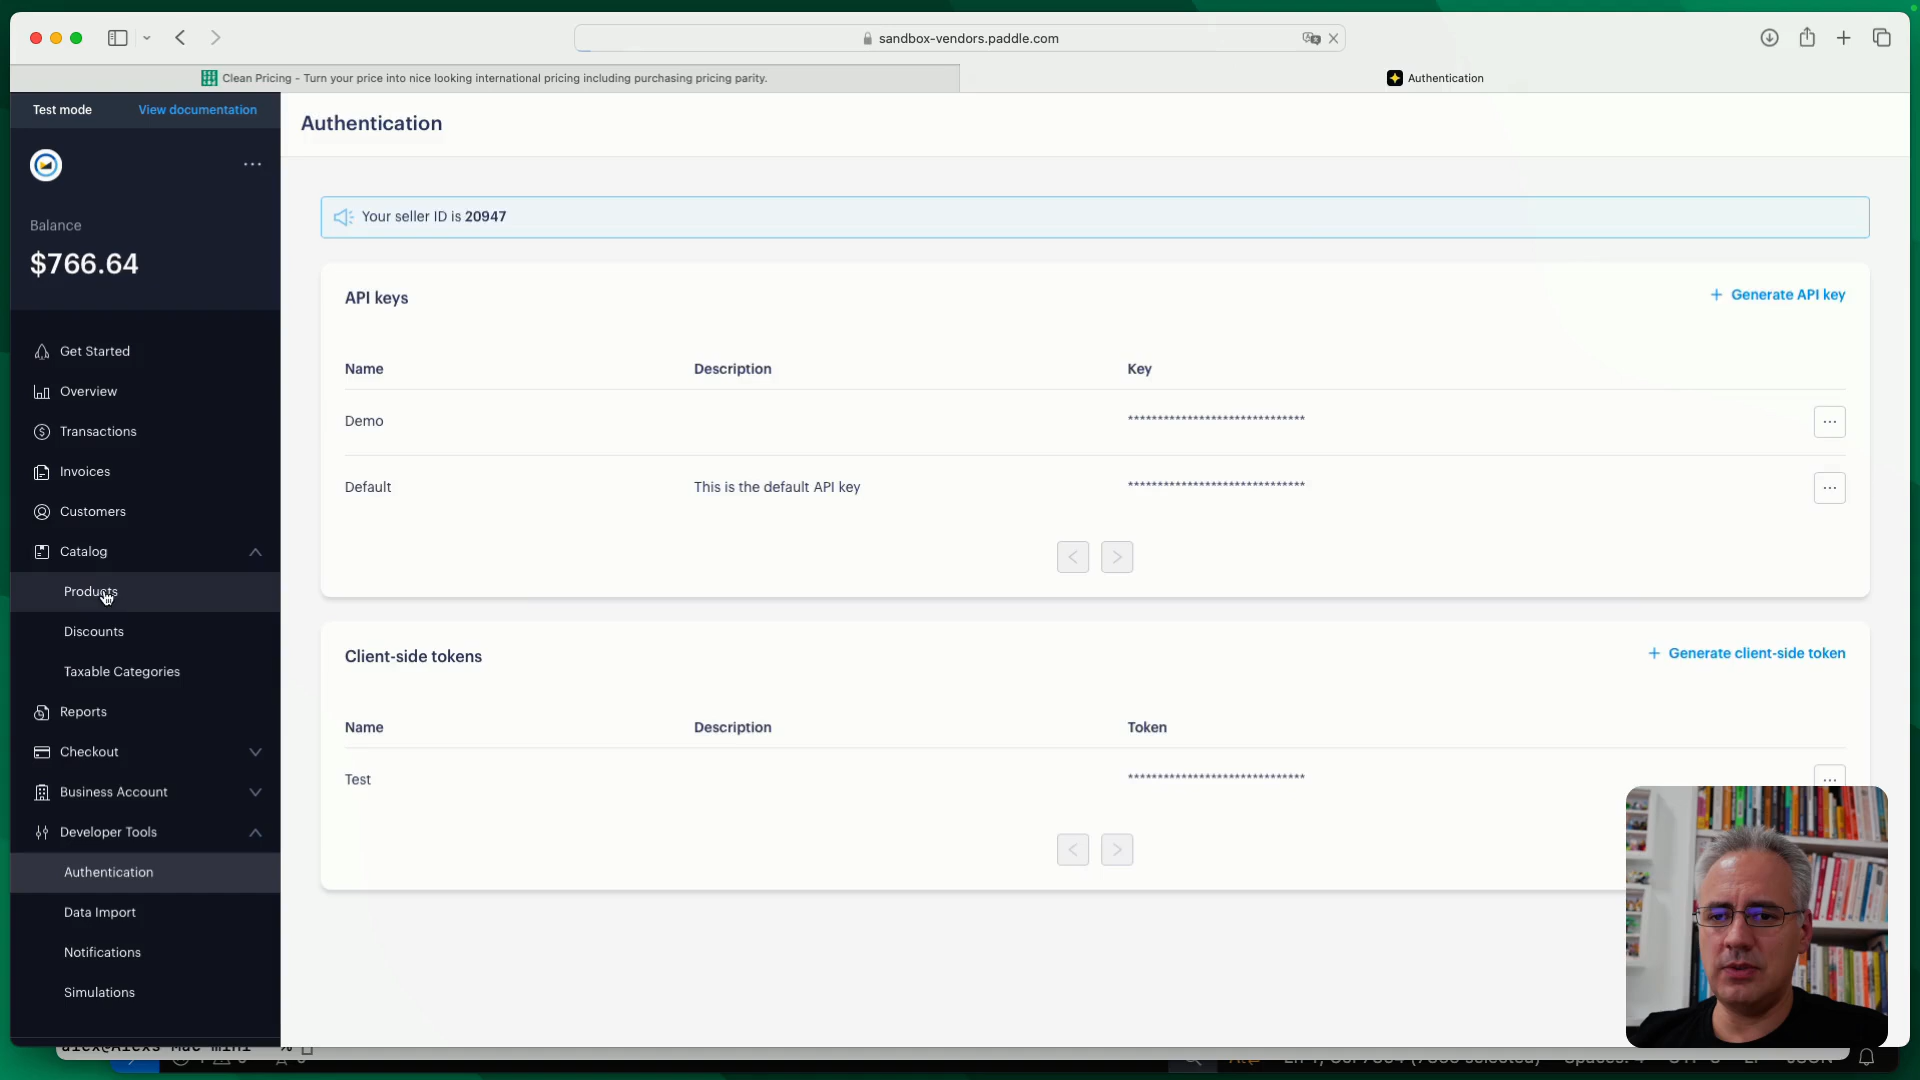 sandbox-vendors.paddle.com
Clean Pricing - Turn your price into nice looking international pricing including purchasing pricing parity.
Authentication
Test mode
View documentation
Balance
$766.64
Get Started
Overview
Transactions
Invoices
Customers
Catalog
Products
Discounts
Taxable Categories
Reports
Checkout
Business Account
Developer Tools
Authentication
Data Import
Notifications
Simulations
Authentication
Your seller ID is 20947
API keys
+ Generate API key
Name Description Key
Demo ******************************
Default This is the default API key ******************************
Client-side tokens
+ Generate client-side token
Name Description Token
Test ******************************